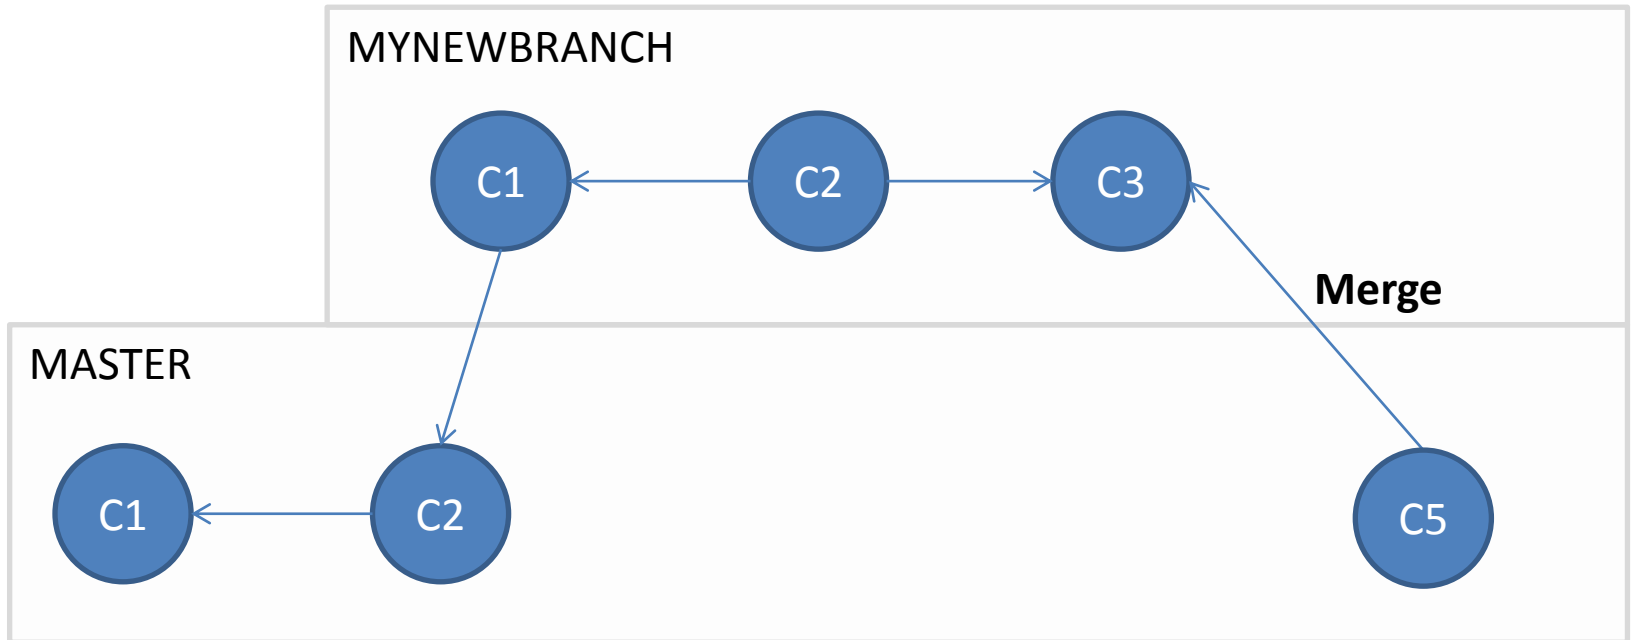 MYNEWBRANCH
C1
C2
C3
Merge
MASTER
C1
C2
C5